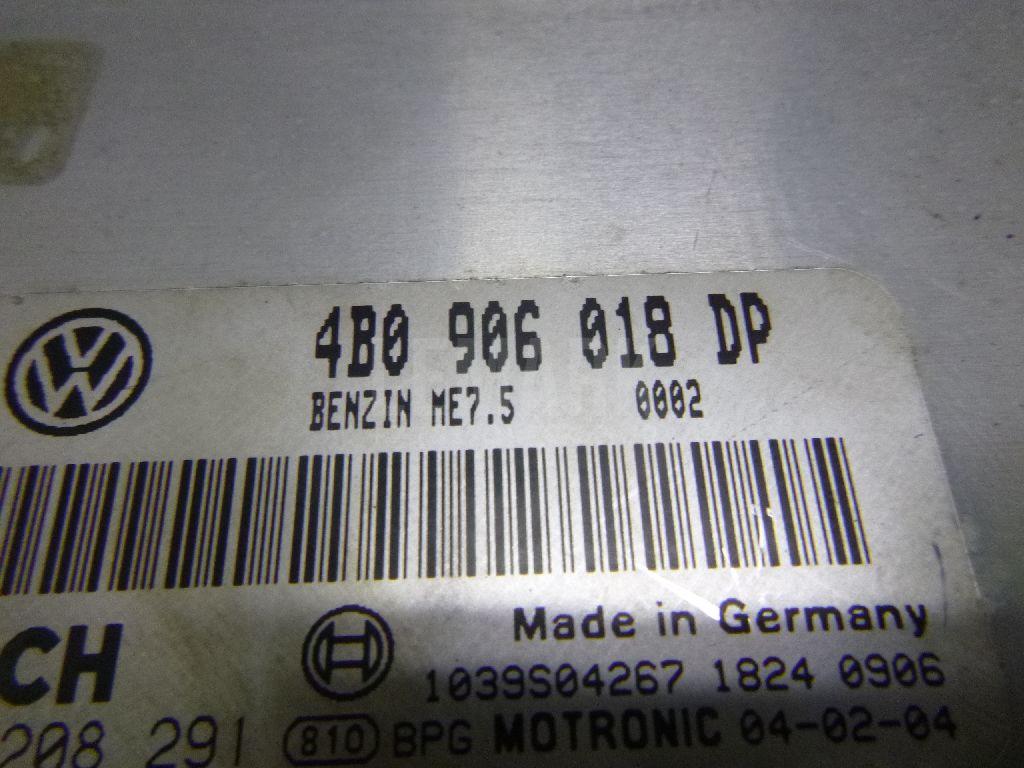 4B0 906 018 DP
BENZIN ME7.5 0002
CH Made in Germany
1039S04267 1824 0906
208 291 810 BPG MOTRONIC 04-02-04